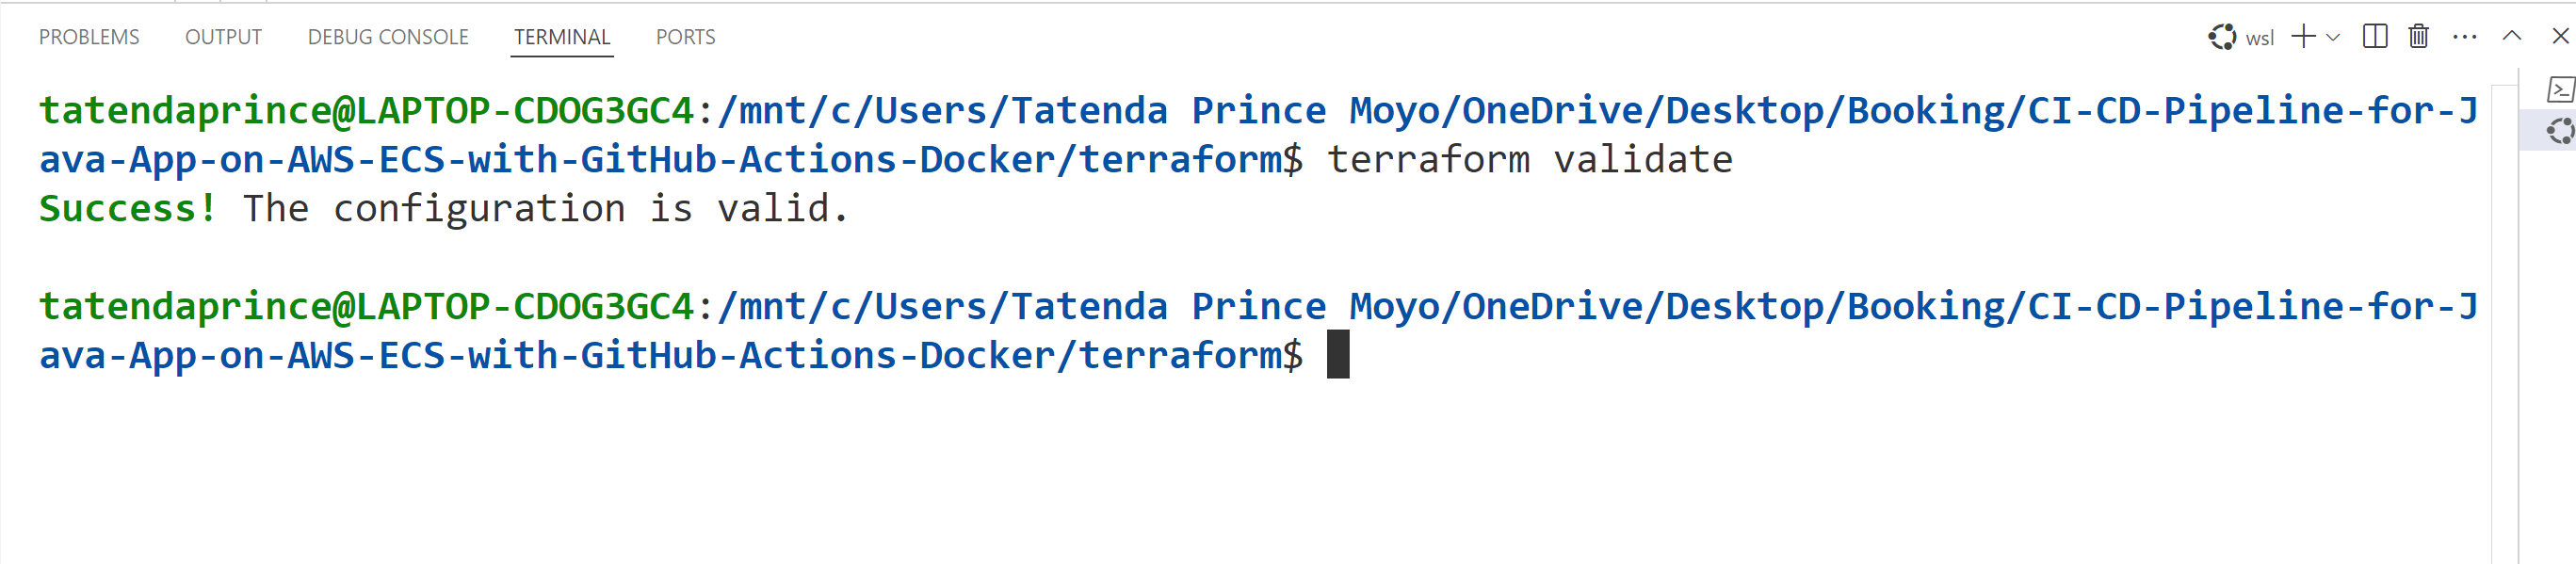 PROBLEMS OUTPUT DEBUG CONSOLE TERMINAL PORTS wsl
tatendaprince@LAPTOP-CDOG3GC4:/mnt/c/Users/Tatenda Prince Moyo/OneDrive/Desktop/Booking/CI-CD-Pipeline-for-J
ava-App-on-AWS-ECS-with-GitHub-Actions-Docker/terraform$ terraform validate
Success! The configuration is valid.
tatendaprince@LAPTOP-CDOG3GC4:/mnt/c/Users/Tatenda Prince Moyo/OneDrive/Desktop/Booking/CI-CD-Pipeline-for-J
ava-App-on-AWS-ECS-with-GitHub-Actions-Docker/terraform$